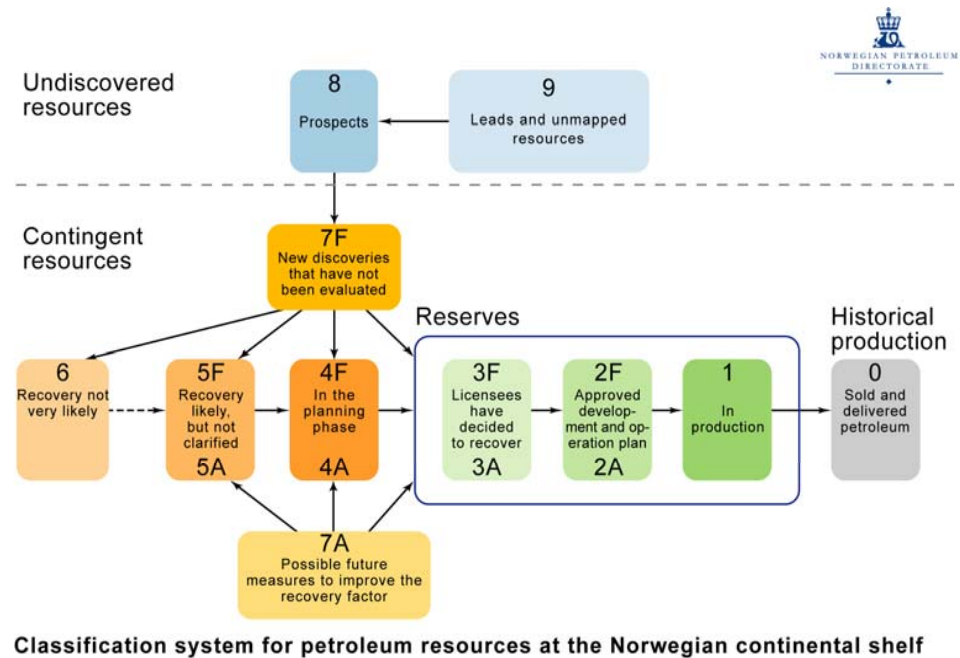 NORWEGIAN PETROLEUM
DIRECTORATE
Undiscovered
resources
8
Prospects
9
Leads and unmapped
resources
Contingent
resources
7F
New discoveries
that have not
been evaluated
Reserves
Historical
production
6
Recovery not
very likely
5F
Recovery
likely,
but not
clarified
5A
4F
In the
planning
phase
4A
3F
Licensees
have
decided
to recover
3A
2F
Approved
develop-
ment and op-
eration plan
2A
1
In
production
0
Sold and
delivered
petroleum
7A
Possible future
measures to improve the
recovery factor
Classification system for petroleum resources at the Norwegian continental shelf